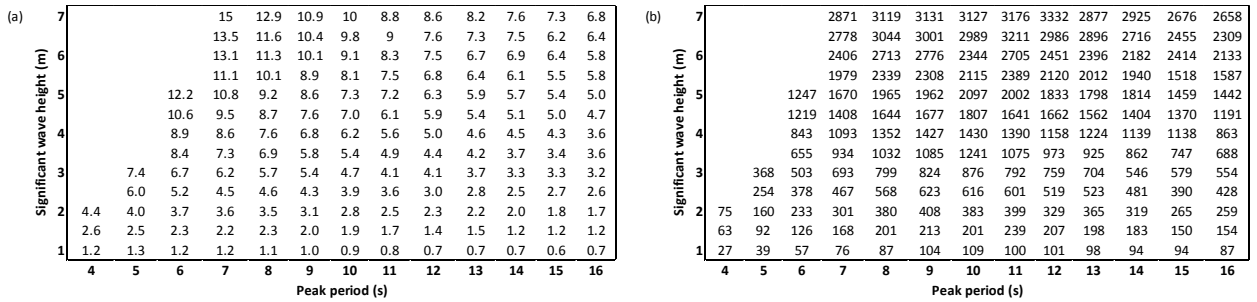 (a)
Significant wave height (m)
7 15 12.9 10.9 10 8.8 8.6 8.2 7.6 7.3 6.8
13.5 11.6 10.4 9.8 9 7.6 7.3 7.5 6.2 6.4
6 13.1 11.3 10.1 9.1 8.3 7.5 6.7 6.9 6.4 5.8
11.1 10.1 8.9 8.1 7.5 6.8 6.4 6.1 5.5 5.8
5 12.2 10.8 9.2 8.6 7.3 7.2 6.3 5.9 5.7 5.4 5.0
10.6 9.5 8.7 7.6 7.0 6.1 5.9 5.4 5.1 5.0 4.7
4 8.9 8.6 7.6 6.8 6.2 5.6 5.0 4.6 4.5 4.3 3.6
8.4 7.3 6.9 5.8 5.4 4.9 4.4 4.2 3.7 3.4 3.6
3 7.4 6.7 6.2 5.7 5.4 4.7 4.1 4.1 3.7 3.3 3.3 3.2
6.0 5.2 4.5 4.6 4.3 3.9 3.6 3.0 2.8 2.5 2.7 2.6
2 4.4 4.0 3.7 3.6 3.5 3.1 2.8 2.5 2.3 2.2 2.0 1.8 1.7
2.6 2.5 2.3 2.2 2.3 2.0 1.9 1.7 1.4 1.5 1.2 1.2 1.2
1 1.2 1.3 1.2 1.2 1.1 1.0 0.9 0.8 0.7 0.7 0.7 0.6 0.7
4 5 6 7 8 9 10 11 12 13 14 15 16
Peak period (s)
(b)
Significant wave height (m)
7 2871 3119 3131 3127 3176 3332 2877 2925 2676 2658
2778 3044 3001 2989 3211 2986 2896 2716 2455 2309
6 2406 2713 2776 2344 2705 2451 2396 2182 2414 2133
1979 2339 2308 2115 2389 2120 2012 1940 1518 1587
5 1247 1670 1965 1962 2097 2002 1833 1798 1814 1459 1442
1219 1408 1644 1677 1807 1641 1662 1562 1404 1370 1191
4 843 1093 1352 1427 1430 1390 1158 1224 1139 1138 863
655 934 1032 1085 1241 1075 973 925 862 747 688
3 368 503 693 799 824 876 792 759 704 546 579 554
254 378 467 568 623 616 601 519 523 481 390 428
2 75 160 233 301 380 408 383 399 329 365 319 265 259
63 92 126 168 201 213 201 239 207 198 183 150 154
1 27 39 57 76 87 104 109 100 101 98 94 94 87
4 5 6 7 8 9 10 11 12 13 14 15 16
Peak period (s)